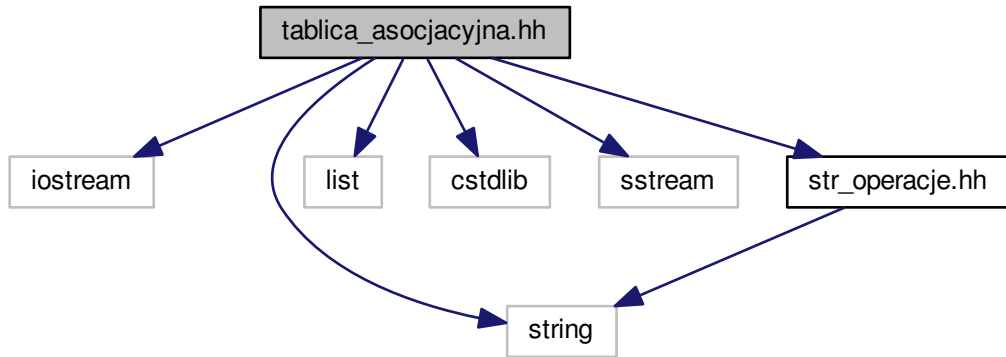 tablica_asocjacyjna.hh
iostream
list
cstdlib
sstream
str_operacje.hh
string